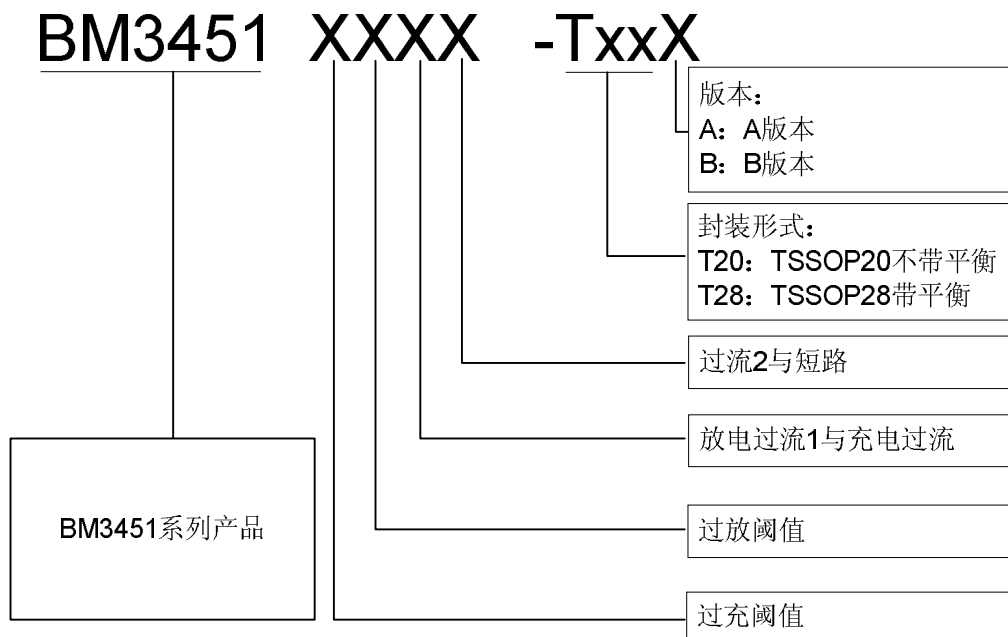 BM3451 XXXX -TxxX
版本：
A：A版本
B：B版本
封装形式：
T20：TSSOP20不带平衡
T28：TSSOP28带平衡
过流2与短路
放电过流1与充电过流
BM3451系列产品
过放阈值
过充阈值